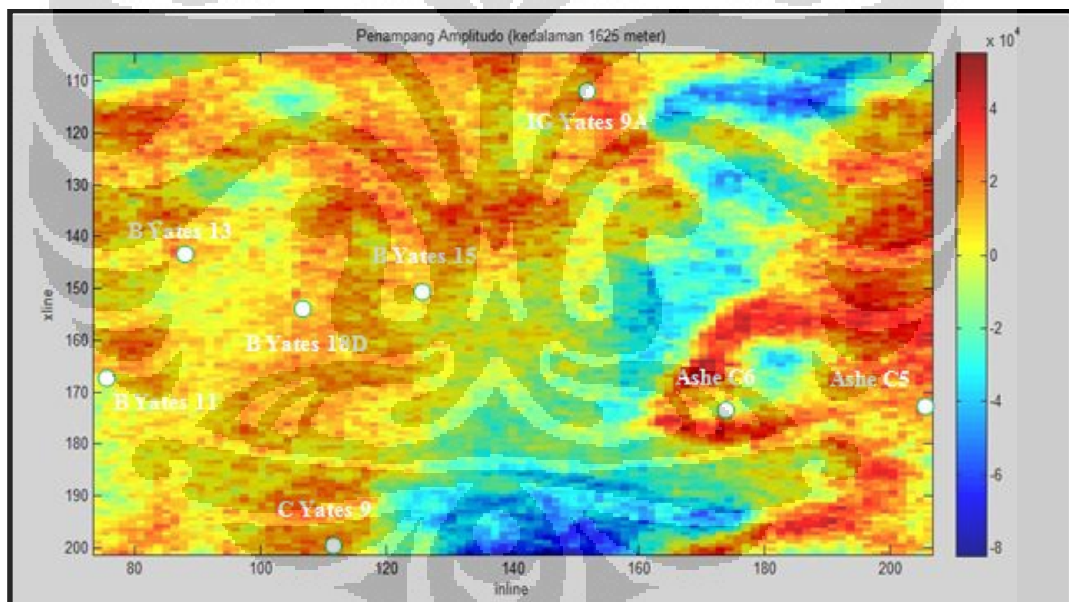 Penampang Amplitudo (kedalaman 1625 meter)
x 10^4
110
120
130
140
150
160
170
180
190
200
xline
IG Yates 9A
B Yates 13
B Yates 15
B Yates 18D
B Yates 11
Ashe C6
Ashe C5
C Yates 9
80
100
120
140
160
180
200
inline
4
2
0
-2
-4
-6
-8